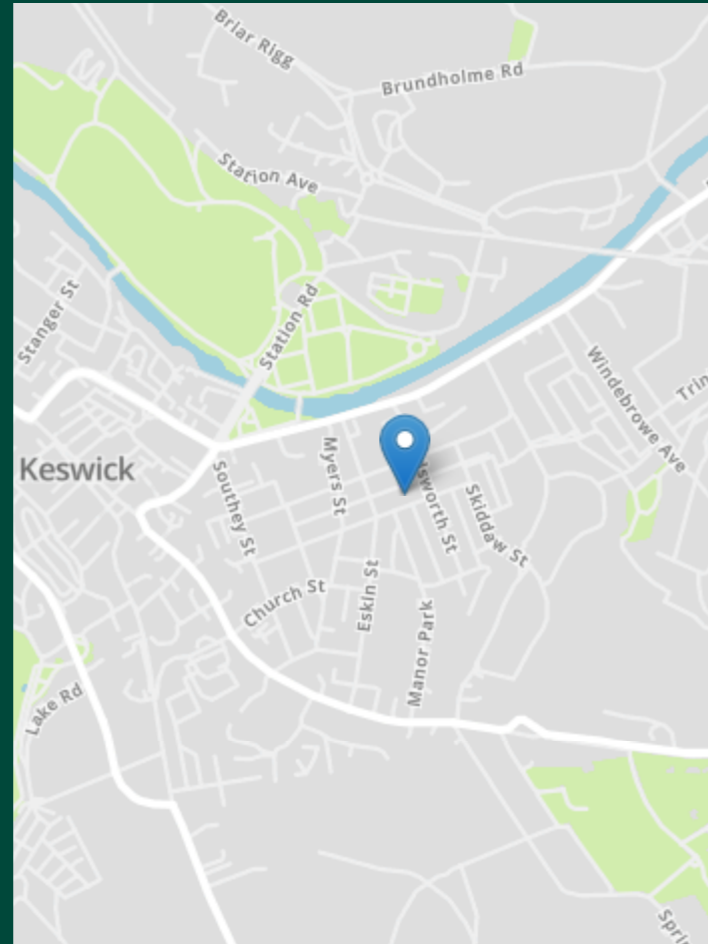 Briar Rigg
Brundholme Rd
Station Ave
Stanger St
Station Rd
Windebrowe Ave
Keswick
Myers St
Southey St
Skiddaw St
Church St
Eskin St
Manor Park
Lake Rd